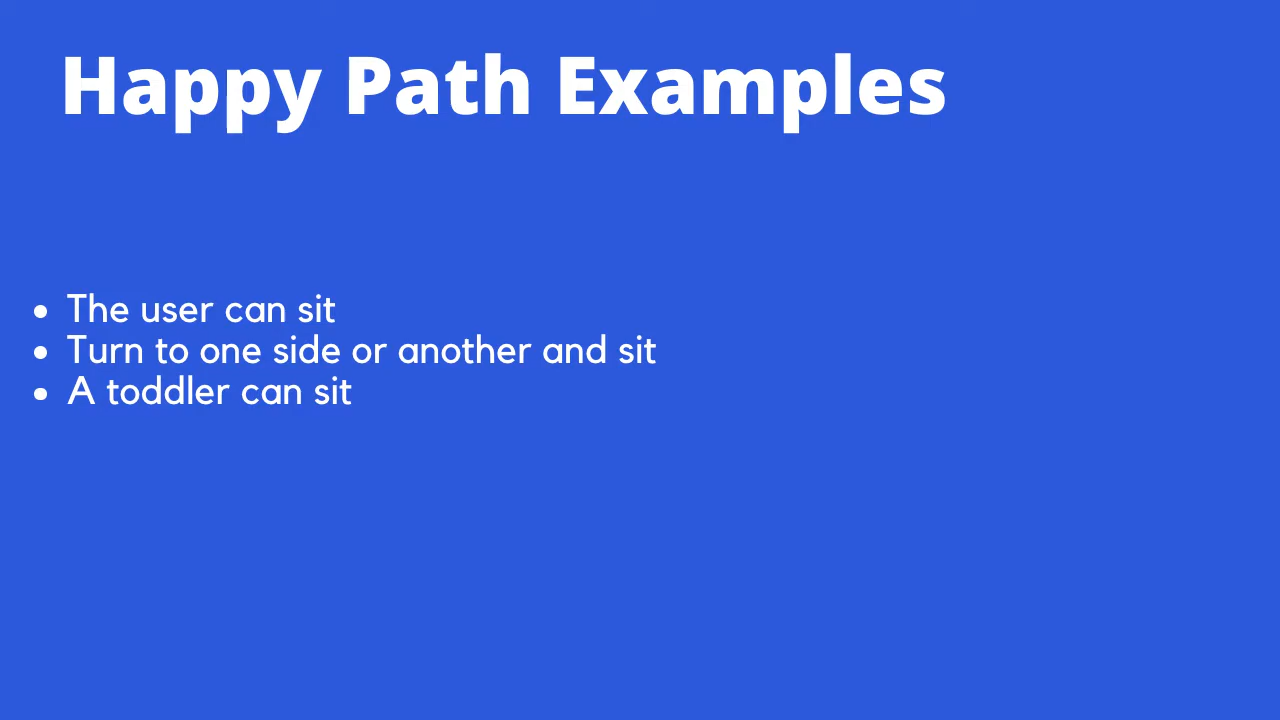 Happy Path Examples
• The user can sit
• Turn to one side or another and sit
• A toddler can sit